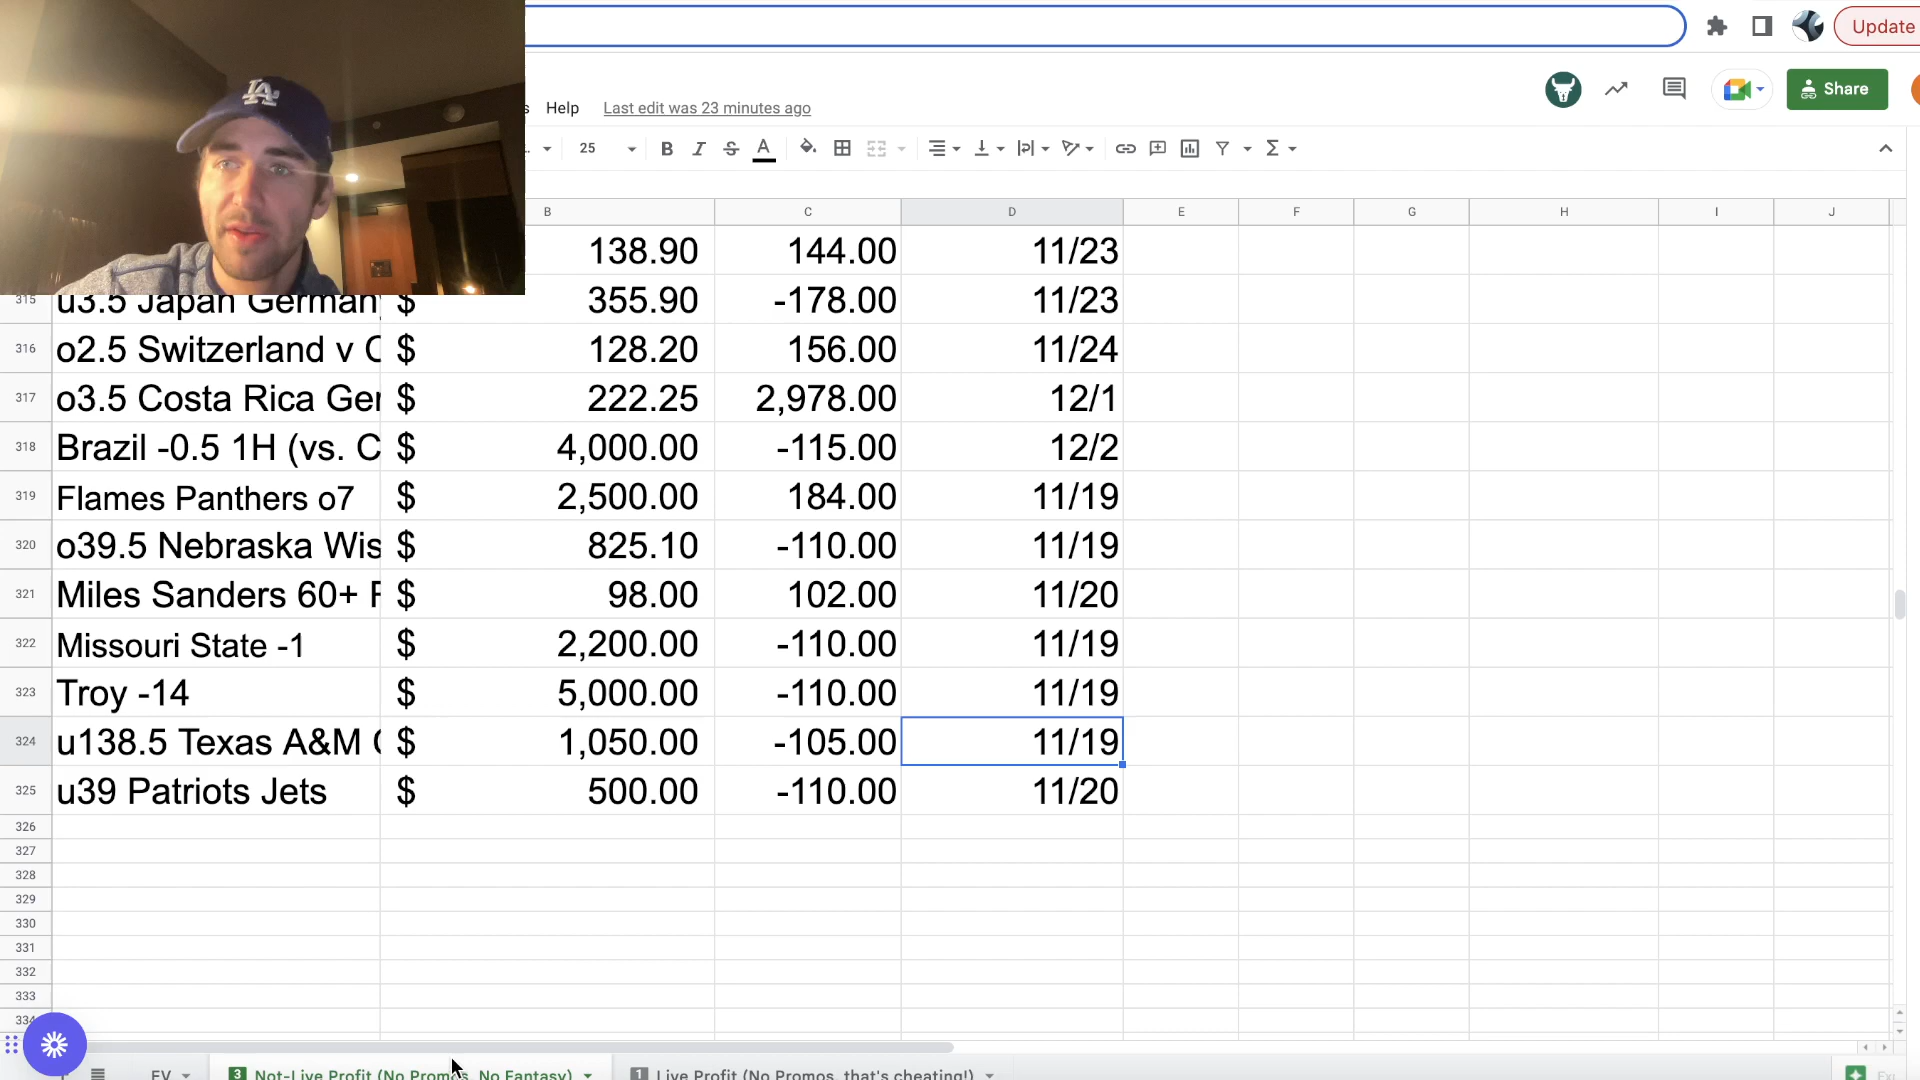 Update
Help Last edit was 23 minutes ago
Share
25 B I S A
B C D E F G H I J
138.90 144.00 11/23
315 u3.5 Japan German $ 355.90 -178.00 11/23
316 o2.5 Switzerland v $ 128.20 156.00 11/24
317 o3.5 Costa Rica Ger $ 222.25 2,978.00 12/1
318 Brazil -0.5 1H (vs. C $ 4,000.00 -115.00 12/2
319 Flames Panthers o7 $ 2,500.00 184.00 11/19
320 o39.5 Nebraska Wis $ 825.10 -110.00 11/19
321 Miles Sanders 60+ $ 98.00 102.00 11/20
322 Missouri State -1 $ 2,200.00 -110.00 11/19
323 Troy -14 $ 5,000.00 -110.00 11/19
324 u138.5 Texas A&M $ 1,050.00 -105.00 11/19
325 u39 Patriots Jets $ 500.00 -110.00 11/20
326
327
328
329
330
331
332
333
334
EV 3 Not-Live Profit (No Promos, No Fantasy) 1 Live Profit (No Promos, that's cheating!)
LA